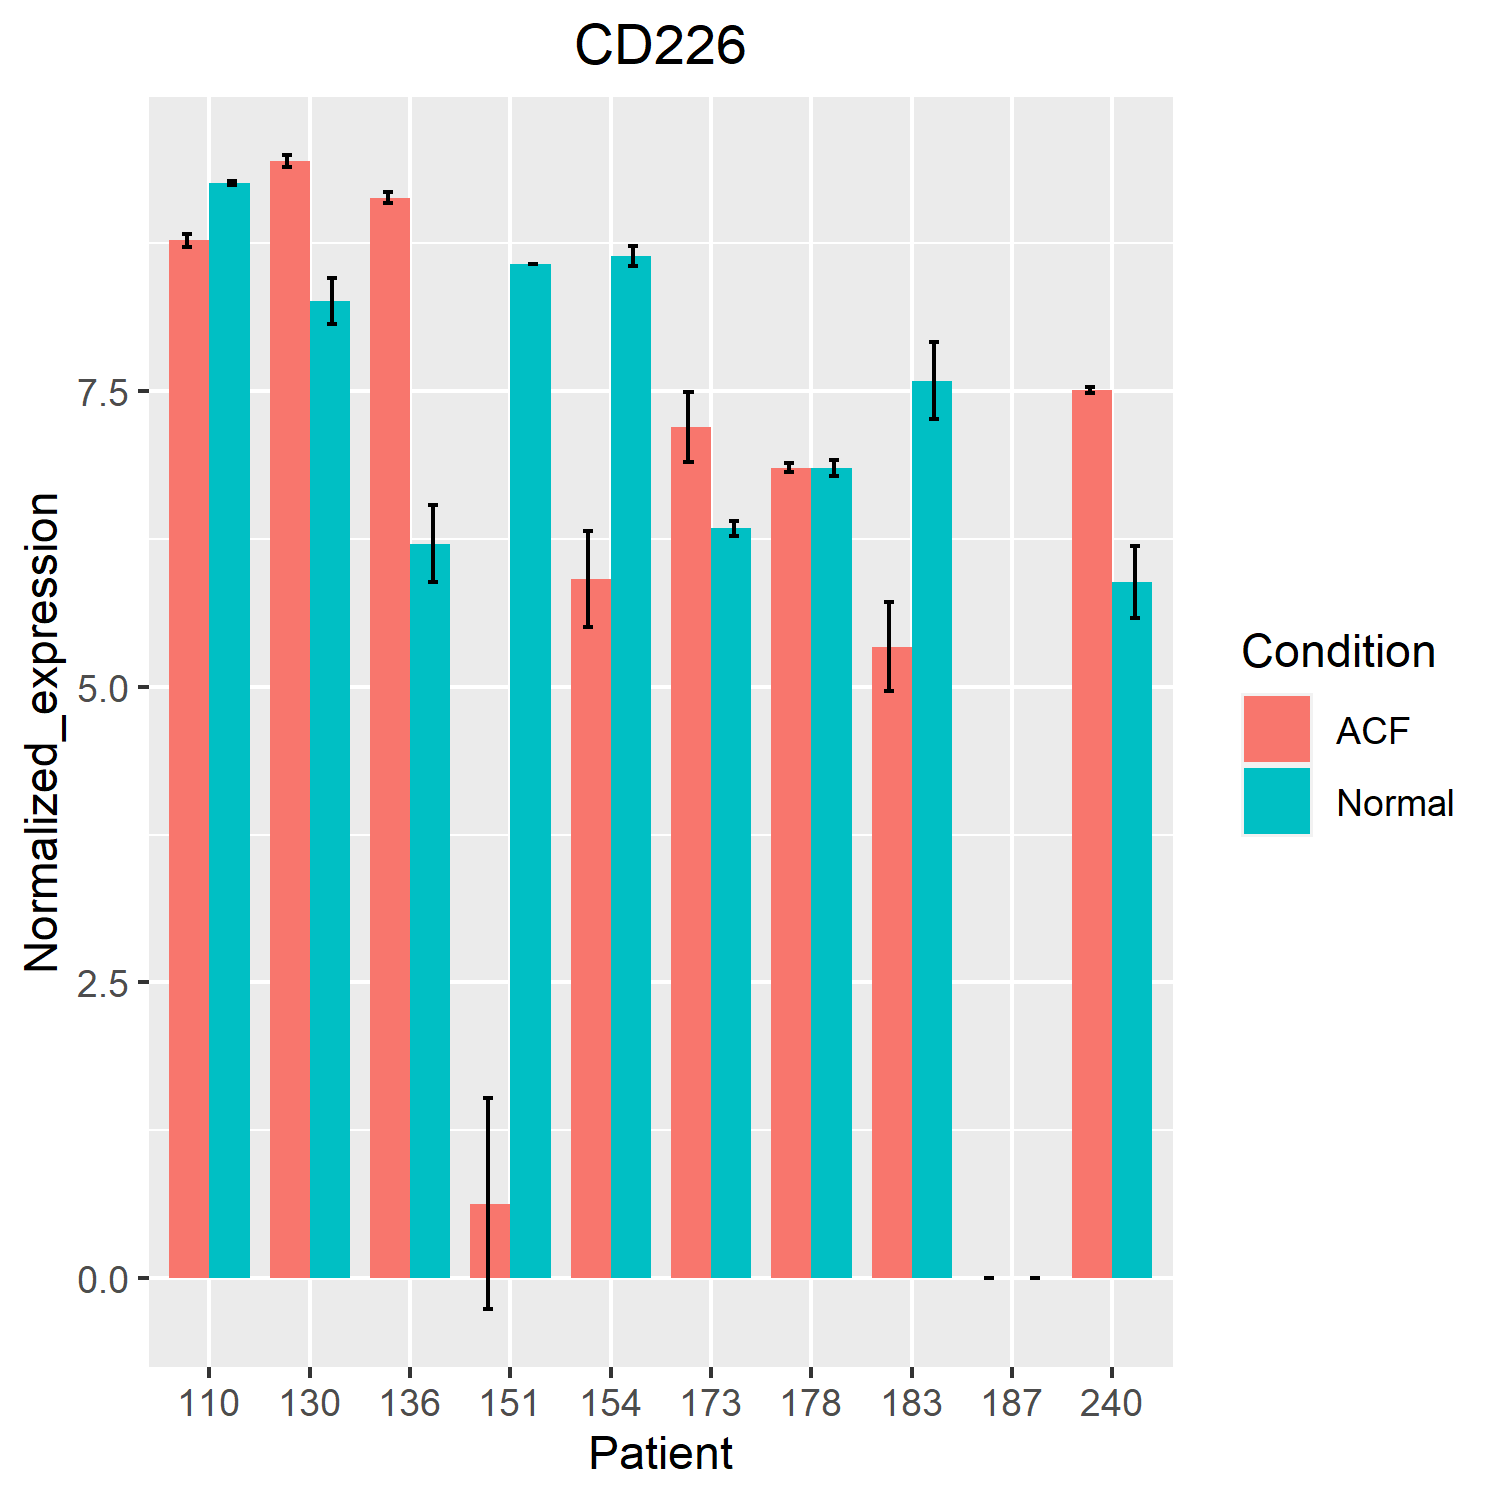 CD226
Normalized_expression
7.5
5.0
2.5
0.0
110 130 136 151 154 173 178 183 187 240
Patient
Condition
ACF
Normal